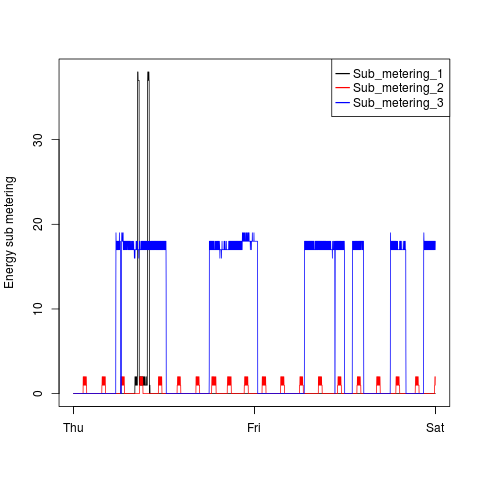 Sub_metering_1
Sub_metering_2
Sub_metering_3
Energy sub metering
30
20
10
0
Thu Fri Sat